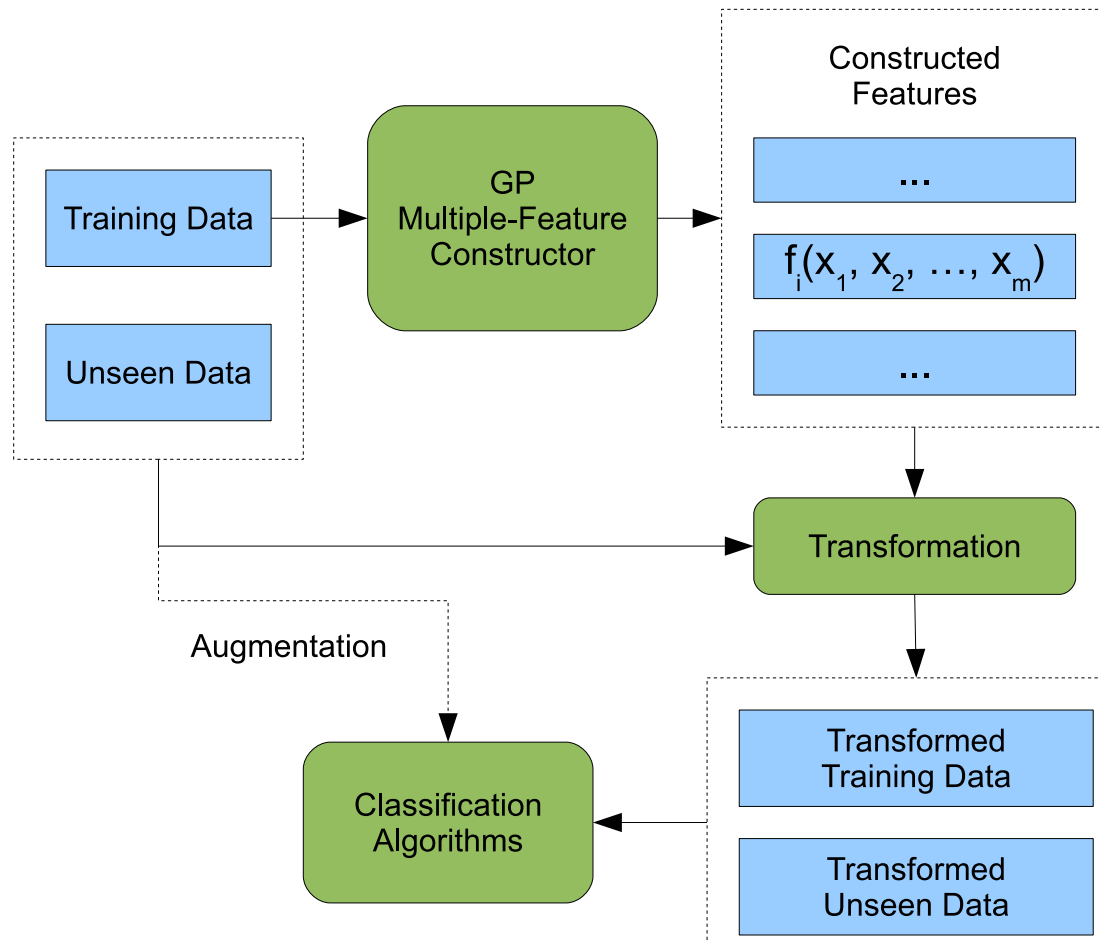 Constructed
Features
GP
Multiple-Feature
Constructor
Training Data
Unseen Data
...
fᵢ(x₁, x₂, …, xₘ)
...
Transformation
Augmentation
Transformed
Training Data
Classification
Algorithms
Transformed
Unseen Data